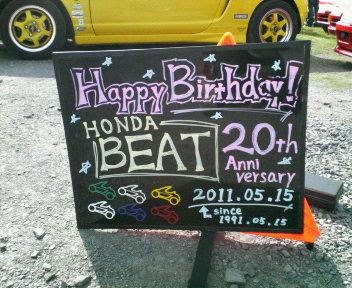 Happy Birthday!
HONDA
BEAT
20th
Anni
versary
2011.05.15
since
1991.05.15